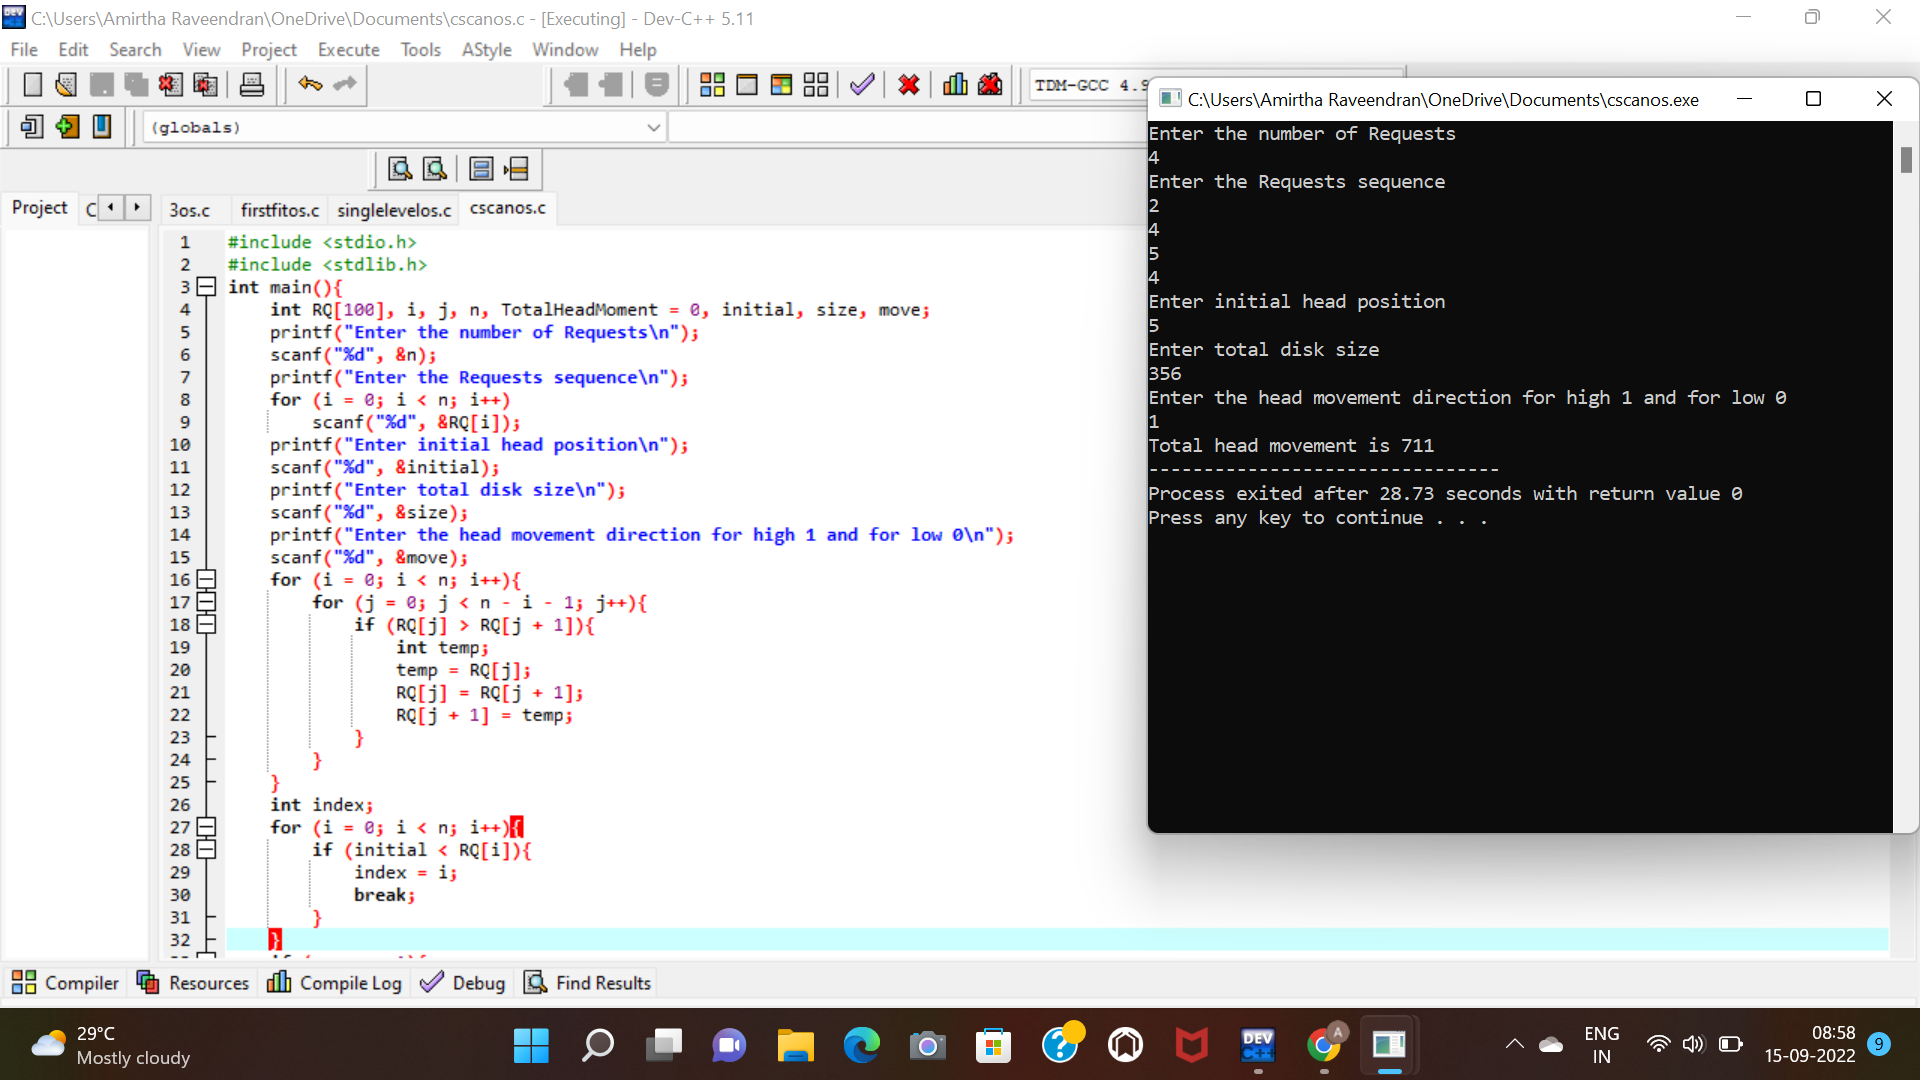 C:\Users\Amirtha Raveendran\OneDrive\Documents\cscanos.c - [Executing] - Dev-C++ 5.11
File Edit Search View Project Execute Tools AStyle Window Help
TDM-GCC 4.9
(globals)
Project C
3os.c firstfitos.c singlelevelos.c cscanos.c
1 #include <stdio.h>
2 #include <stdlib.h>
3 int main(){
4 int RQ[100], i, j, n, TotalHeadMoment = 0, initial, size, move;
5 printf("Enter the number of Requests\n");
6 scanf("%d", &n);
7 printf("Enter the Requests sequence\n");
8 for (i = 0; i < n; i++)
9 scanf("%d", &RQ[i]);
10 printf("Enter initial head position\n");
11 scanf("%d", &initial);
12 printf("Enter total disk size\n");
13 scanf("%d", &size);
14 printf("Enter the head movement direction for high 1 and for low 0\n");
15 scanf("%d", &move);
16 for (i = 0; i < n; i++){
17 for (j = 0; j < n - i - 1; j++){
18 if (RQ[j] > RQ[j + 1]){
19 int temp;
20 temp = RQ[j];
21 RQ[j] = RQ[j + 1];
22 RQ[j + 1] = temp;
23 }
24 }
25 }
26 int index;
27 for (i = 0; i < n; i++){
28 if (initial < RQ[i]){
29 index = i;
30 break;
31 }
32 }
C:\Users\Amirtha Raveendran\OneDrive\Documents\cscanos.exe
Enter the number of Requests
4
Enter the Requests sequence
2
4
5
4
Enter initial head position
5
Enter total disk size
356
Enter the head movement direction for high 1 and for low 0
1
Total head movement is 711
--------------------------------
Process exited after 28.73 seconds with return value 0
Press any key to continue . . .
Compiler Resources Compile Log Debug Find Results
29°C
Mostly cloudy
DEV
C++
A
ENG
IN
08:58
15-09-2022
9